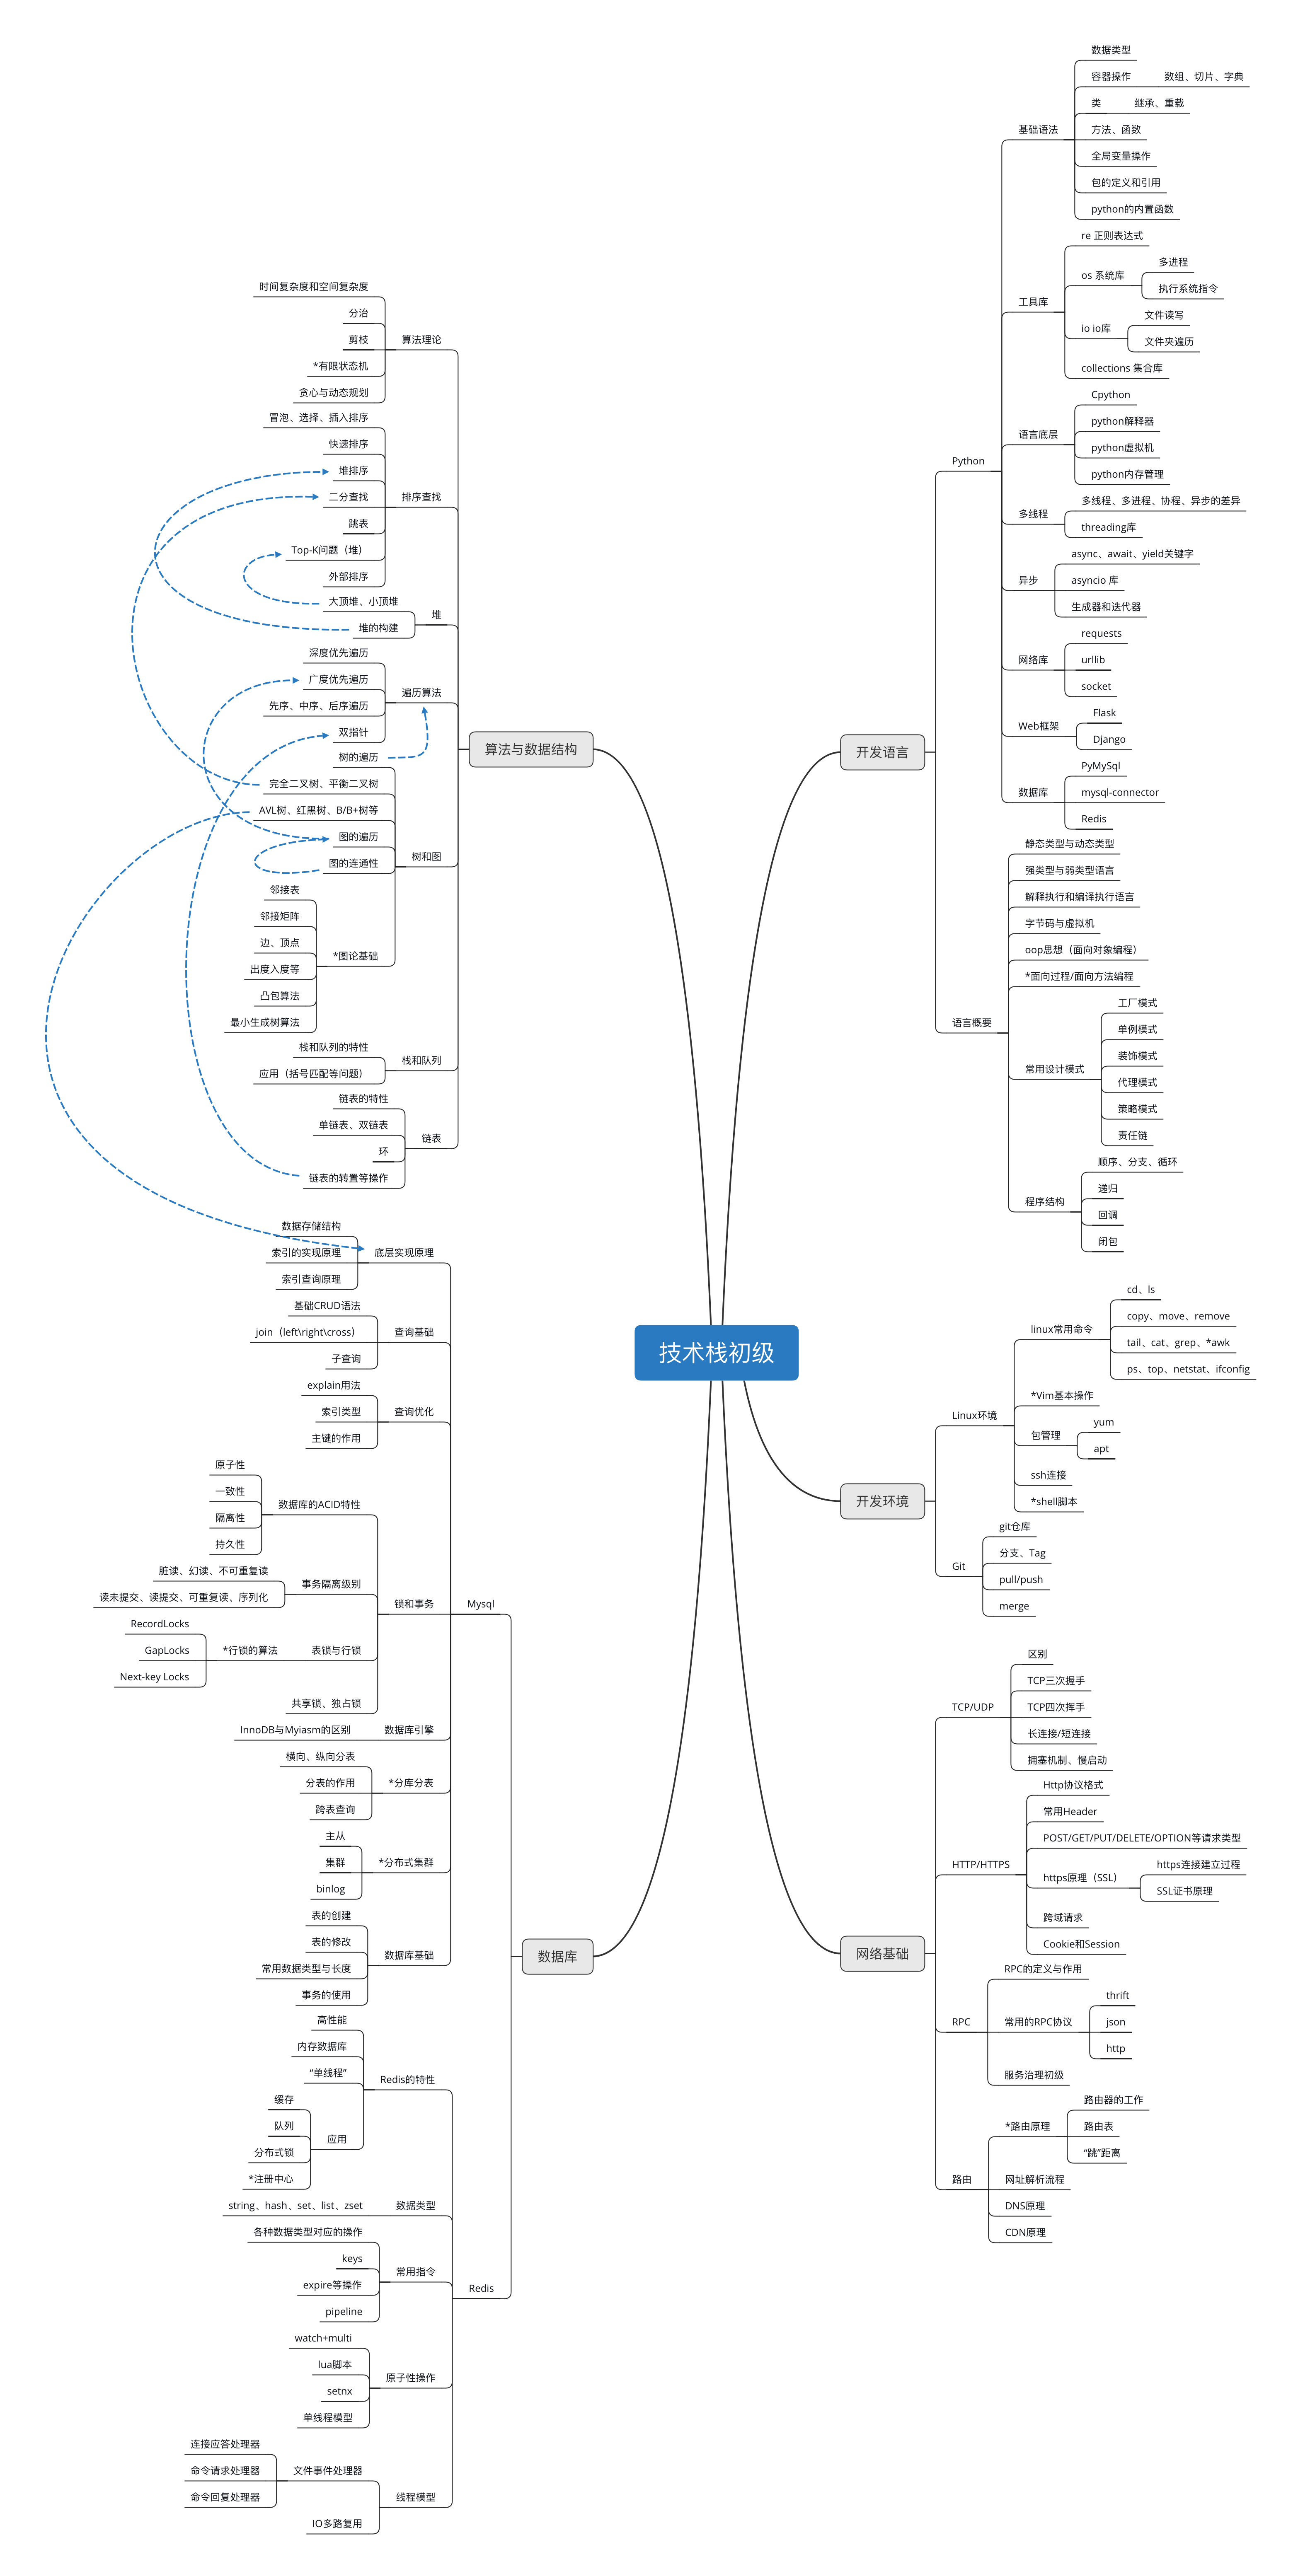 技术栈初级
开发语言
Python
基础语法
数据类型
容器操作
数组、切片、字典
类
继承、重载
方法、函数
全局变量操作
包的定义和引用
python的内置函数
工具库
re 正则表达式
os 系统库
多进程
执行系统指令
io io库
文件读写
文件夹遍历
collections 集合库
语言底层
Cpython
python解释器
python虚拟机
python内存管理
多线程
多线程、多进程、协程、异步的差异
threading库
异步
async、await、yield关键字
asyncio 库
生成器和迭代器
网络库
requests
urllib
socket
Web框架
Flask
Django
数据库
PyMySql
mysql-connector
Redis
语言概要
静态类型与动态类型
强类型与弱类型语言
解释执行和编译执行语言
字节码与虚拟机
oop思想（面向对象编程）
*面向过程/面向方法编程
常用设计模式
工厂模式
单例模式
装饰模式
代理模式
策略模式
责任链
程序结构
顺序、分支、循环
递归
回调
闭包
开发环境
Linux环境
linux常用命令
cd、ls
copy、move、remove
tail、cat、grep、*awk
ps、top、netstat、ifconfig
*Vim基本操作
包管理
yum
apt
ssh连接
*shell脚本
Git
git仓库
分支、Tag
pull/push
merge
网络基础
TCP/UDP
区别
TCP三次握手
TCP四次挥手
长连接/短连接
拥塞机制、慢启动
HTTP/HTTPS
Http协议格式
常用Header
POST/GET/PUT/DELETE/OPTION等请求类型
https原理（SSL）
https连接建立过程
SSL证书原理
跨域请求
Cookie和Session
RPC
RPC的定义与作用
常用的RPC协议
thrift
json
http
服务治理初级
路由
*路由原理
路由器的工作
路由表
“跳”距离
网址解析流程
DNS原理
CDN原理
算法与数据结构
算法理论
时间复杂度和空间复杂度
分治
剪枝
*有限状态机
贪心与动态规划
排序查找
冒泡、选择、插入排序
快速排序
堆排序
二分查找
跳表
Top-K问题（堆）
外部排序
堆
大顶堆、小顶堆
堆的构建
遍历算法
深度优先遍历
广度优先遍历
先序、中序、后序遍历
双指针
树和图
树的遍历
完全二叉树、平衡二叉树
AVL树、红黑树、B/B+树等
图的遍历
图的连通性
*图论基础
邻接表
邻接矩阵
边、顶点
出度入度等
凸包算法
最小生成树算法
栈和队列
栈和队列的特性
应用（括号匹配等问题）
链表
链表的特性
单链表、双链表
环
链表的转置等操作
数据库
Mysql
底层实现原理
数据存储结构
索引的实现原理
索引查询原理
查询基础
基础CRUD语法
join（left\right\cross）
子查询
查询优化
explain用法
索引类型
主键的作用
锁和事务
数据库的ACID特性
原子性
一致性
隔离性
持久性
事务隔离级别
脏读、幻读、不可重复读
读未提交、读提交、可重复读、序列化
表锁与行锁
*行锁的算法
RecordLocks
GapLocks
Next-key Locks
共享锁、独占锁
数据库引擎
InnoDB与Myiasm的区别
*分库分表
横向、纵向分表
分表的作用
跨表查询
*分布式集群
主从
集群
binlog
数据库基础
表的创建
表的修改
常用数据类型与长度
事务的使用
Redis
Redis的特性
高性能
内存数据库
“单线程”
应用
缓存
队列
分布式锁
*注册中心
数据类型
string、hash、set、list、zset
常用指令
各种数据类型对应的操作
keys
expire等操作
pipeline
原子性操作
watch+multi
lua脚本
setnx
单线程模型
线程模型
文件事件处理器
连接应答处理器
命令请求处理器
命令回复处理器
IO多路复用